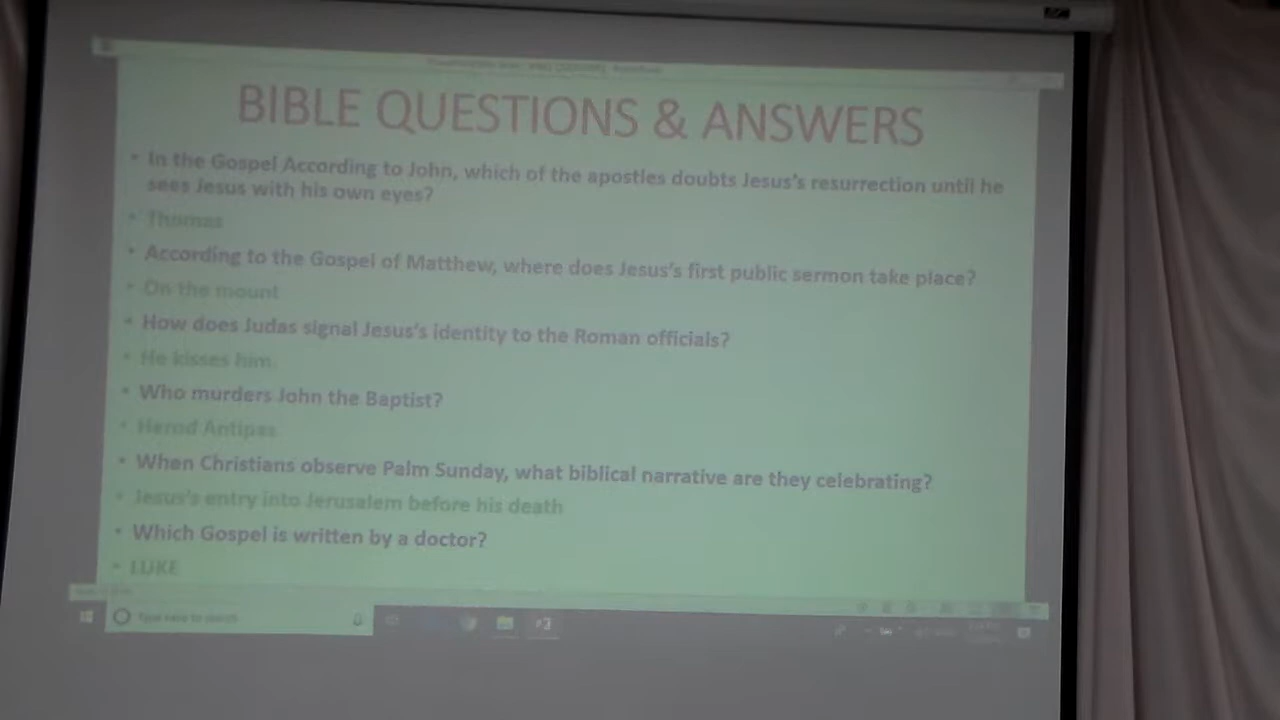 BIBLE QUESTIONS & ANSWERS
• In the Gospel According to John, which of the apostles doubts Jesus's resurrection until he
sees Jesus with his own eyes?
• Thomas
• According to the Gospel of Matthew, where does Jesus's first public sermon take place?
• On the mount
• How does Judas signal Jesus's identity to the Roman officials?
• He kisses him.
• Who murders John the Baptist?
• Herod Antipas
• When Christians observe Palm Sunday, what biblical narrative are they celebrating?
• Jesus's entry into Jerusalem before his death
• Which Gospel is written by a doctor?
• LUKE
Type here to search